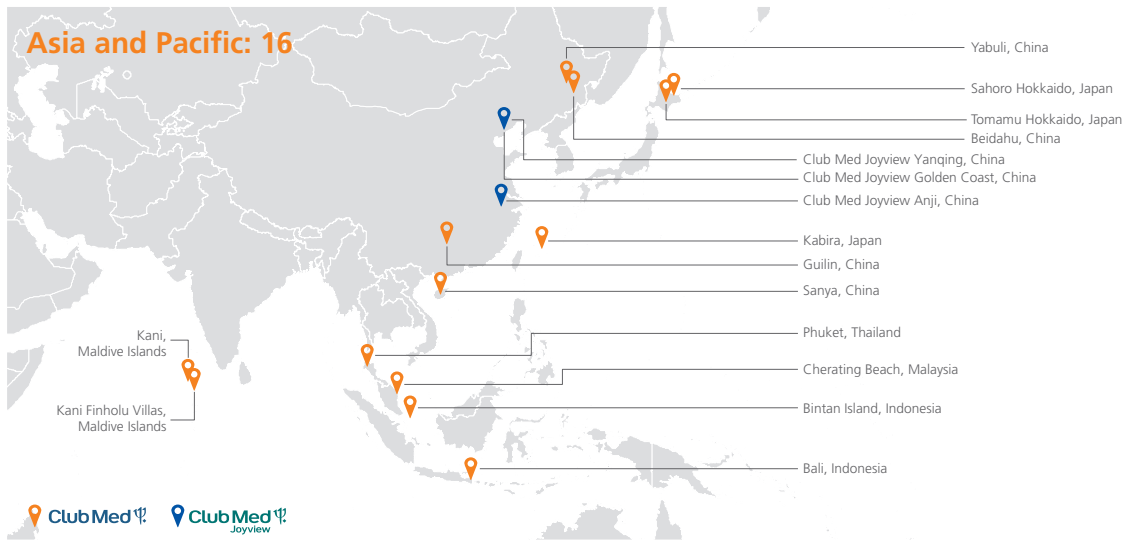 Asia and Pacific: 16
Yabuli, China
Sahoro Hokkaido, Japan
Tomamu Hokkaido, Japan
Beidahu, China
Club Med Joyview Yanqing, China
Club Med Joyview Golden Coast, China
Club Med Joyview Anji, China
Kabira, Japan
Guilin, China
Sanya, China
Phuket, Thailand
Cherating Beach, Malaysia
Bintan Island, Indonesia
Bali, Indonesia
Kani,
Maldive Islands
Kani Finholu Villas,
Maldive Islands
Club Med
Club Med
Joyview